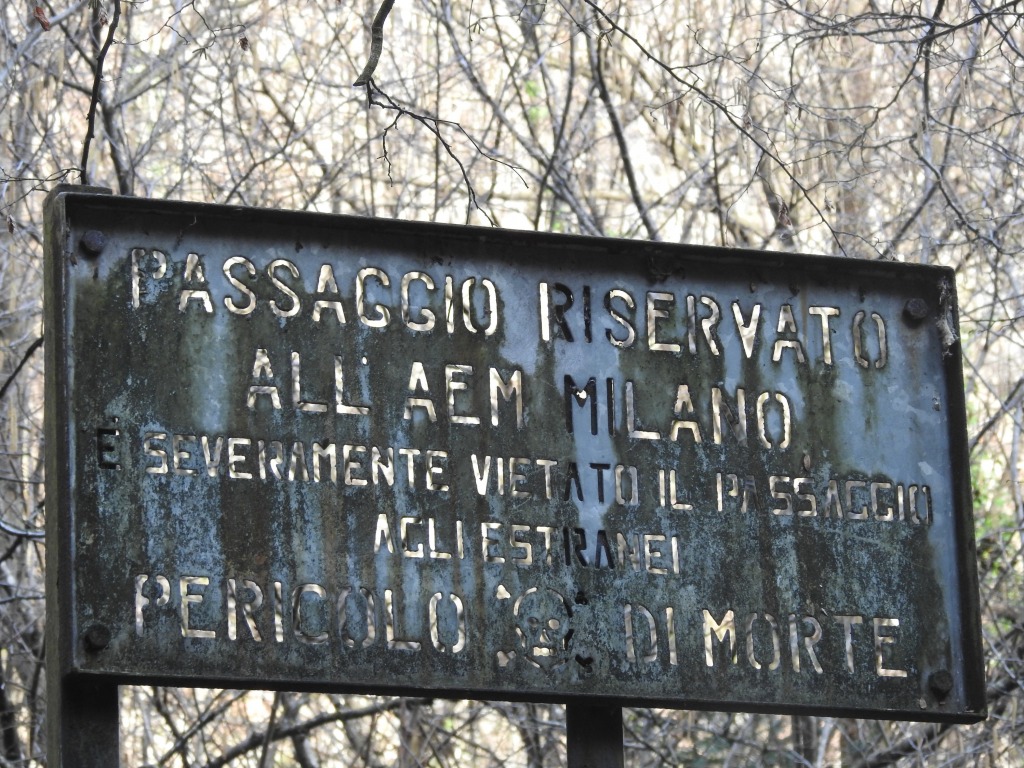 PASSAGGIO RISERVATO
ALL' AEM MILANO
È SEVERAMENTE VIETATO IL PASSAGGIO
AGLI ESTRANEI
PERICOLO DI MORTE